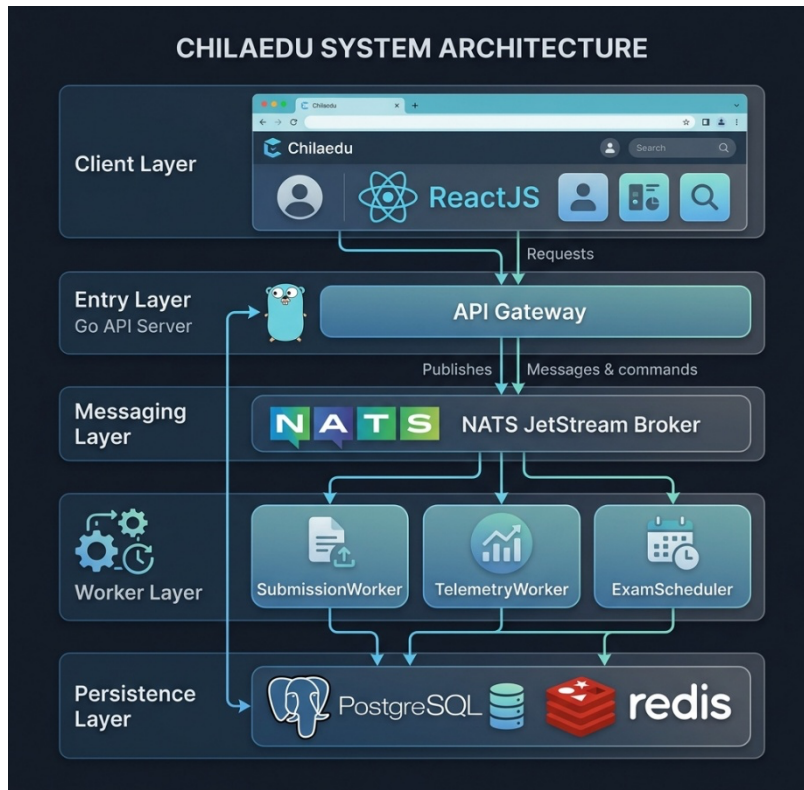 CHILAEDU SYSTEM ARCHITECTURE
Client Layer
Chilaedu
Chilaedu
Search
ReactJS
Requests
Entry Layer
Go API Server
API Gateway
Publishes
Messages & commands
Messaging
Layer
NATS
NATS JetStream Broker
Worker Layer
SubmissionWorker
TelemetryWorker
ExamScheduler
Persistence
Layer
PostgreSQL
redis